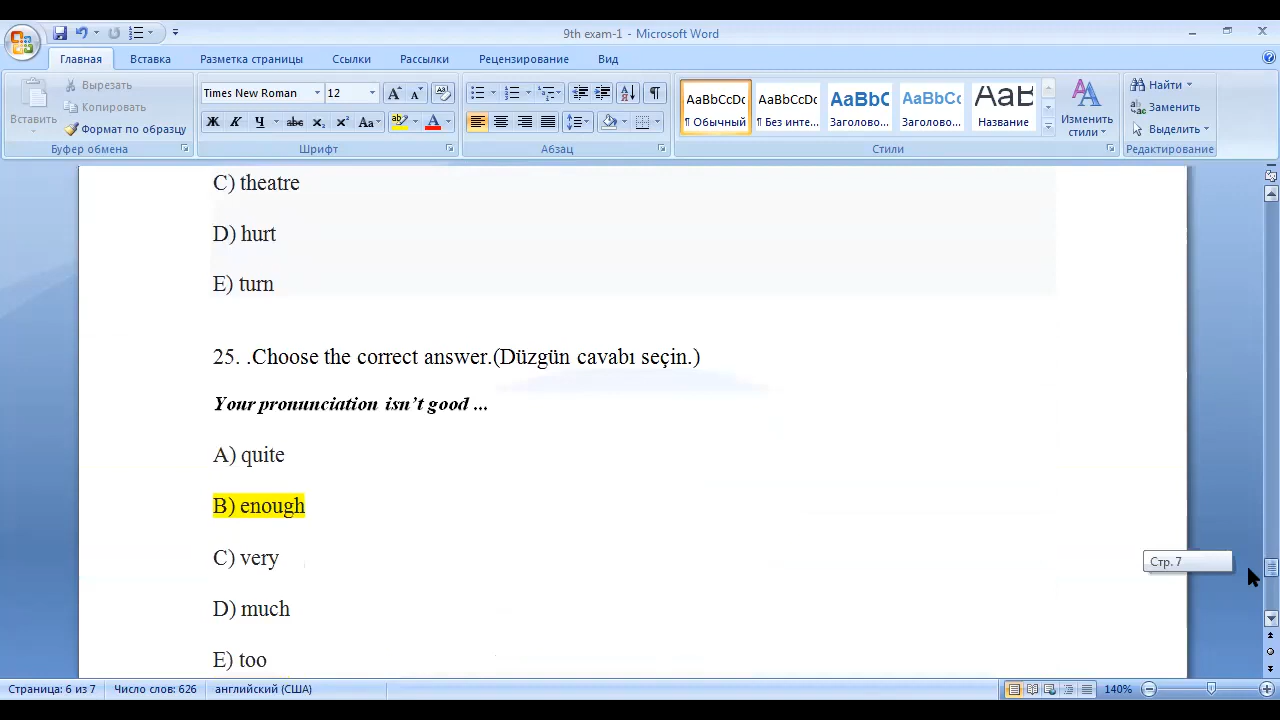 9th exam-1 - Microsoft Word
Главная Вставка Разметка страницы Ссылки Рассылки Рецензирование Вид
Вставить
Вырезать
Копировать
Формат по образцу
Буфер обмена
Times New Roman 12
Ж К Ч abc x₂ x² Aa
Шрифт
Абзац
AaBbCcDc AaBbCcDc AaBbC AaBbCc AaB
¶ Обычный ¶ Без инте... Заголово... Заголово... Название
Изменить стили
Стили
Найти
Заменить
Выделить
Редактирование
C) theatre
D) hurt
E) turn
25. .Choose the correct answer.(Düzgün cavabı seçin.)
Your pronunciation isn’t good ...
A) quite
B) enough
C) very
D) much
E) too
Стр. 7
Страница: 6 из 7 Число слов: 626 английский (США) 140%